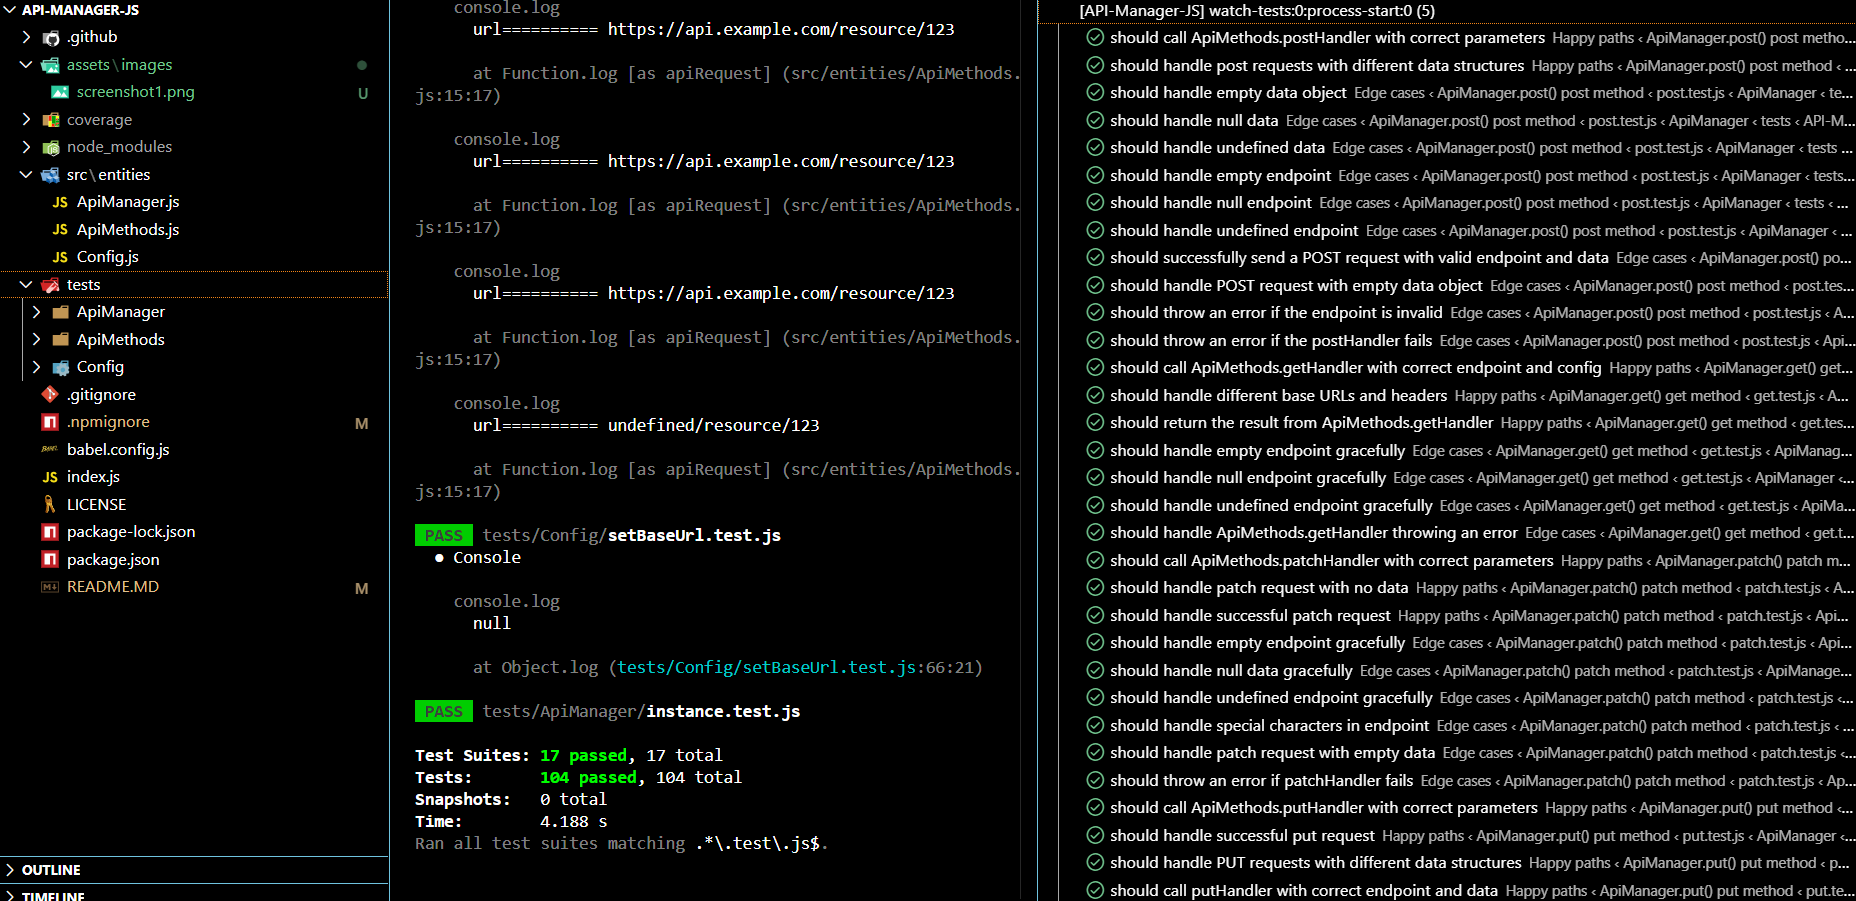 API-MANAGER-JS
.github
assets\images
screenshot1.png U
coverage
node_modules
src\entities
JS ApiManager.js
JS ApiMethods.js
JS Config.js
tests
ApiManager
ApiMethods
Config
.gitignore
.npmignore M
babel.config.js
JS index.js
LICENSE
package-lock.json
package.json
README.MD M
OUTLINE
TIMELINE
console.log
url========== https://api.example.com/resource/123
at Function.log [as apiRequest] (src/entities/ApiMethods.
js:15:17)
console.log
url========== https://api.example.com/resource/123
at Function.log [as apiRequest] (src/entities/ApiMethods.
js:15:17)
console.log
url========== https://api.example.com/resource/123
at Function.log [as apiRequest] (src/entities/ApiMethods.
js:15:17)
console.log
url========== undefined/resource/123
at Function.log [as apiRequest] (src/entities/ApiMethods.
js:15:17)
PASS tests/Config/setBaseUrl.test.js
● Console
console.log
null
at Object.log (tests/Config/setBaseUrl.test.js:66:21)
PASS tests/ApiManager/instance.test.js
Test Suites: 17 passed, 17 total
Tests: 104 passed, 104 total
Snapshots: 0 total
Time: 4.188 s
Ran all test suites matching .*\.test\.js$.
[API-Manager-JS] watch-tests:0:process-start:0 (5)
should call ApiMethods.postHandler with correct parameters Happy paths ‹ ApiManager.post() post metho...
should handle post requests with different data structures Happy paths ‹ ApiManager.post() post method ‹ ...
should handle empty data object Edge cases ‹ ApiManager.post() post method ‹ post.test.js ‹ ApiManager ‹ te...
should handle null data Edge cases ‹ ApiManager.post() post method ‹ post.test.js ‹ ApiManager ‹ tests ‹ API-M...
should handle undefined data Edge cases ‹ ApiManager.post() post method ‹ post.test.js ‹ ApiManager ‹ tests ...
should handle empty endpoint Edge cases ‹ ApiManager.post() post method ‹ post.test.js ‹ ApiManager ‹ tests...
should handle null endpoint Edge cases ‹ ApiManager.post() post method ‹ post.test.js ‹ ApiManager ‹ tests ‹ ...
should handle undefined endpoint Edge cases ‹ ApiManager.post() post method ‹ post.test.js ‹ ApiManager ‹ ...
should successfully send a POST request with valid endpoint and data Edge cases ‹ ApiManager.post() po...
should handle POST request with empty data object Edge cases ‹ ApiManager.post() post method ‹ post.tes...
should throw an error if the endpoint is invalid Edge cases ‹ ApiManager.post() post method ‹ post.test.js ‹ A...
should throw an error if the postHandler fails Edge cases ‹ ApiManager.post() post method ‹ post.test.js ‹ Api...
should call ApiMethods.getHandler with correct endpoint and config Happy paths ‹ ApiManager.get() get...
should handle different base URLs and headers Happy paths ‹ ApiManager.get() get method ‹ get.test.js ‹ A...
should return the result from ApiMethods.getHandler Happy paths ‹ ApiManager.get() get method ‹ get.tes...
should handle empty endpoint gracefully Edge cases ‹ ApiManager.get() get method ‹ get.test.js ‹ ApiManag...
should handle null endpoint gracefully Edge cases ‹ ApiManager.get() get method ‹ get.test.js ‹ ApiManager ‹...
should handle undefined endpoint gracefully Edge cases ‹ ApiManager.get() get method ‹ get.test.js ‹ ApiMa...
should handle ApiMethods.getHandler throwing an error Edge cases ‹ ApiManager.get() get method ‹ get.t...
should call ApiMethods.patchHandler with correct parameters Happy paths ‹ ApiManager.patch() patch m...
should handle patch request with no data Happy paths ‹ ApiManager.patch() patch method ‹ patch.test.js ‹ A...
should handle successful patch request Happy paths ‹ ApiManager.patch() patch method ‹ patch.test.js ‹ Api...
should handle empty endpoint gracefully Edge cases ‹ ApiManager.patch() patch method ‹ patch.test.js ‹ Api...
should handle null data gracefully Edge cases ‹ ApiManager.patch() patch method ‹ patch.test.js ‹ ApiManage...
should handle undefined endpoint gracefully Edge cases ‹ ApiManager.patch() patch method ‹ patch.test.js ‹...
should handle special characters in endpoint Edge cases ‹ ApiManager.patch() patch method ‹ patch.test.js ‹ ...
should handle patch request with empty data Edge cases ‹ ApiManager.patch() patch method ‹ patch.test.js ‹...
should throw an error if patchHandler fails Edge cases ‹ ApiManager.patch() patch method ‹ patch.test.js ‹ Ap...
should call ApiMethods.putHandler with correct parameters Happy paths ‹ ApiManager.put() put method ‹...
should handle successful put request Happy paths ‹ ApiManager.put() put method ‹ put.test.js ‹ ApiManager ‹...
should handle PUT requests with different data structures Happy paths ‹ ApiManager.put() put method ‹ p...
should call putHandler with correct endpoint and data Happy paths ‹ ApiManager.put() put method ‹ put.te...